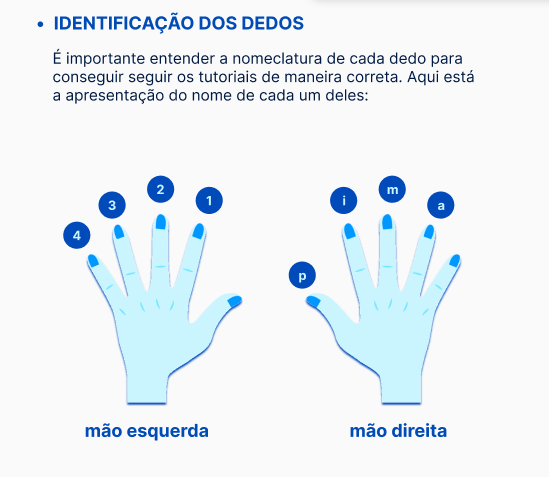 • IDENTIFICAÇÃO DOS DEDOS
É importante entender a nomeclatura de cada dedo para
conseguir seguir os tutoriais de maneira correta. Aqui está
a apresentação do nome de cada um deles:
4
3
2
1
p
i
m
a
mão esquerda
mão direita